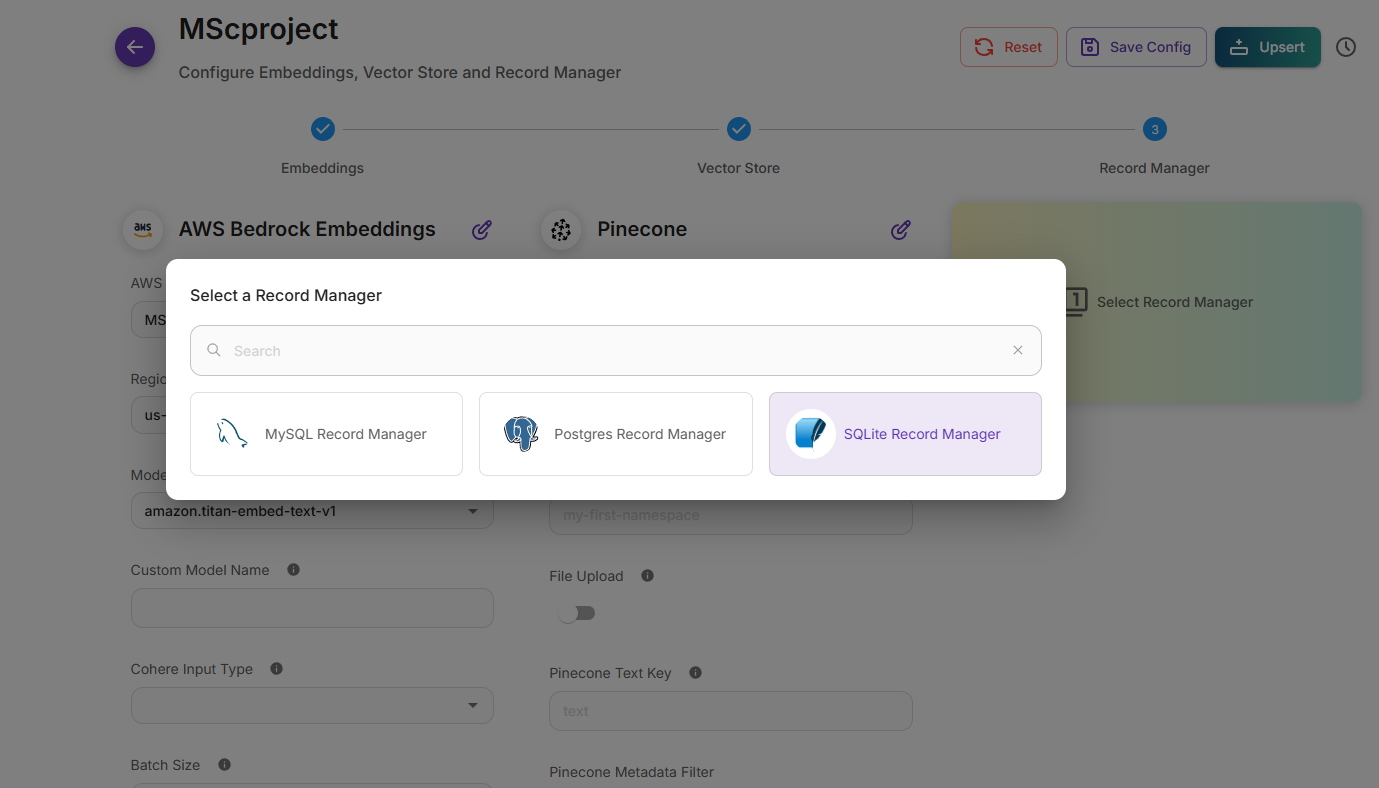 MScproject
Configure Embeddings, Vector Store and Record Manager
Reset
Save Config
Upsert
3
Embeddings
Vector Store
Record Manager
aws
AWS Bedrock Embeddings
Pinecone
AWS
MS
1
Select Record Manager
Select a Record Manager
Search
MySQL Record Manager
Postgres Record Manager
SQLite Record Manager
Regio
us-
Mode
amazon.titan-embed-text-v1
my-first-namespace
Custom Model Name
File Upload
Cohere Input Type
Pinecone Text Key
text
Batch Size
Pinecone Metadata Filter